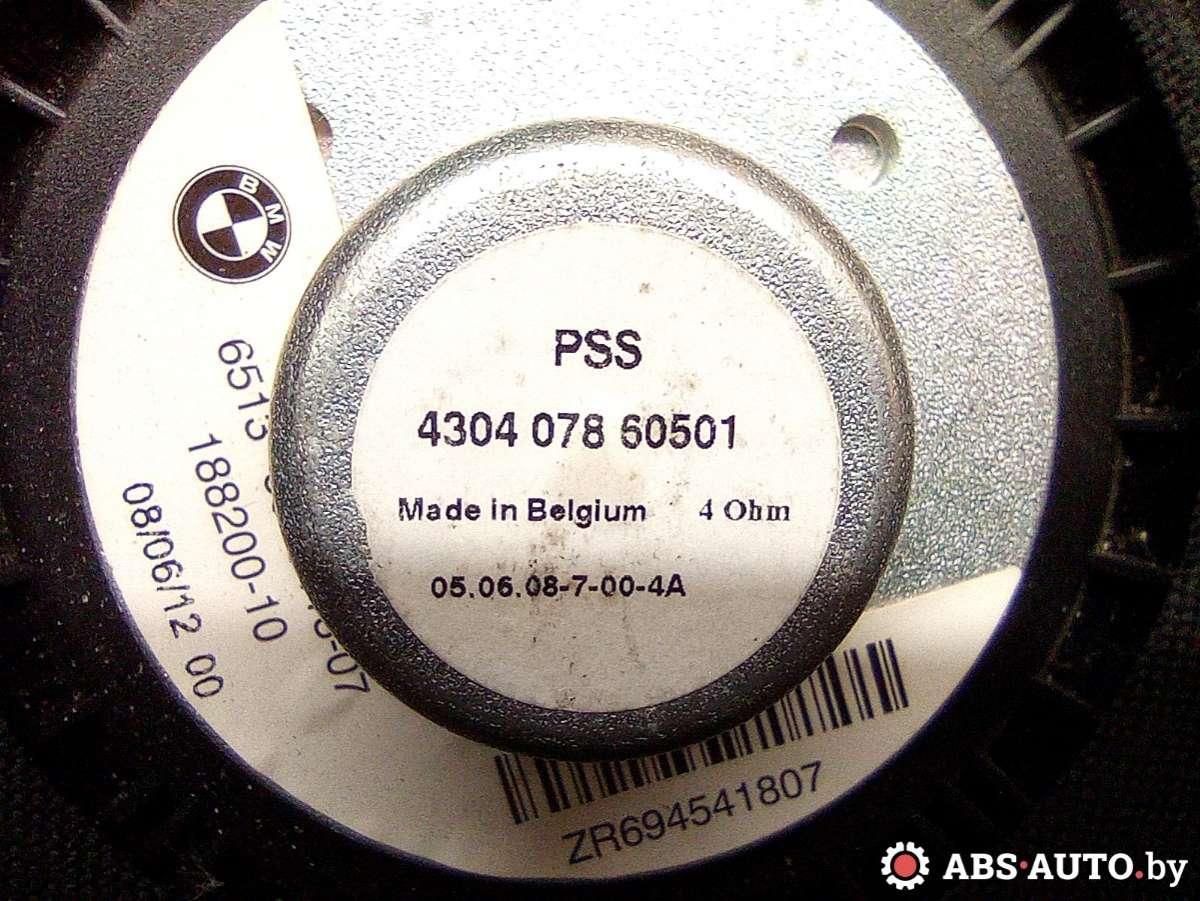 BMW
PSS
4304 078 60501
Made in Belgium 4 Ohm
05.06.08-7-00-4A
6513
188200-10
08/06/12 00
ZR694541807
ABS·AUTO.by